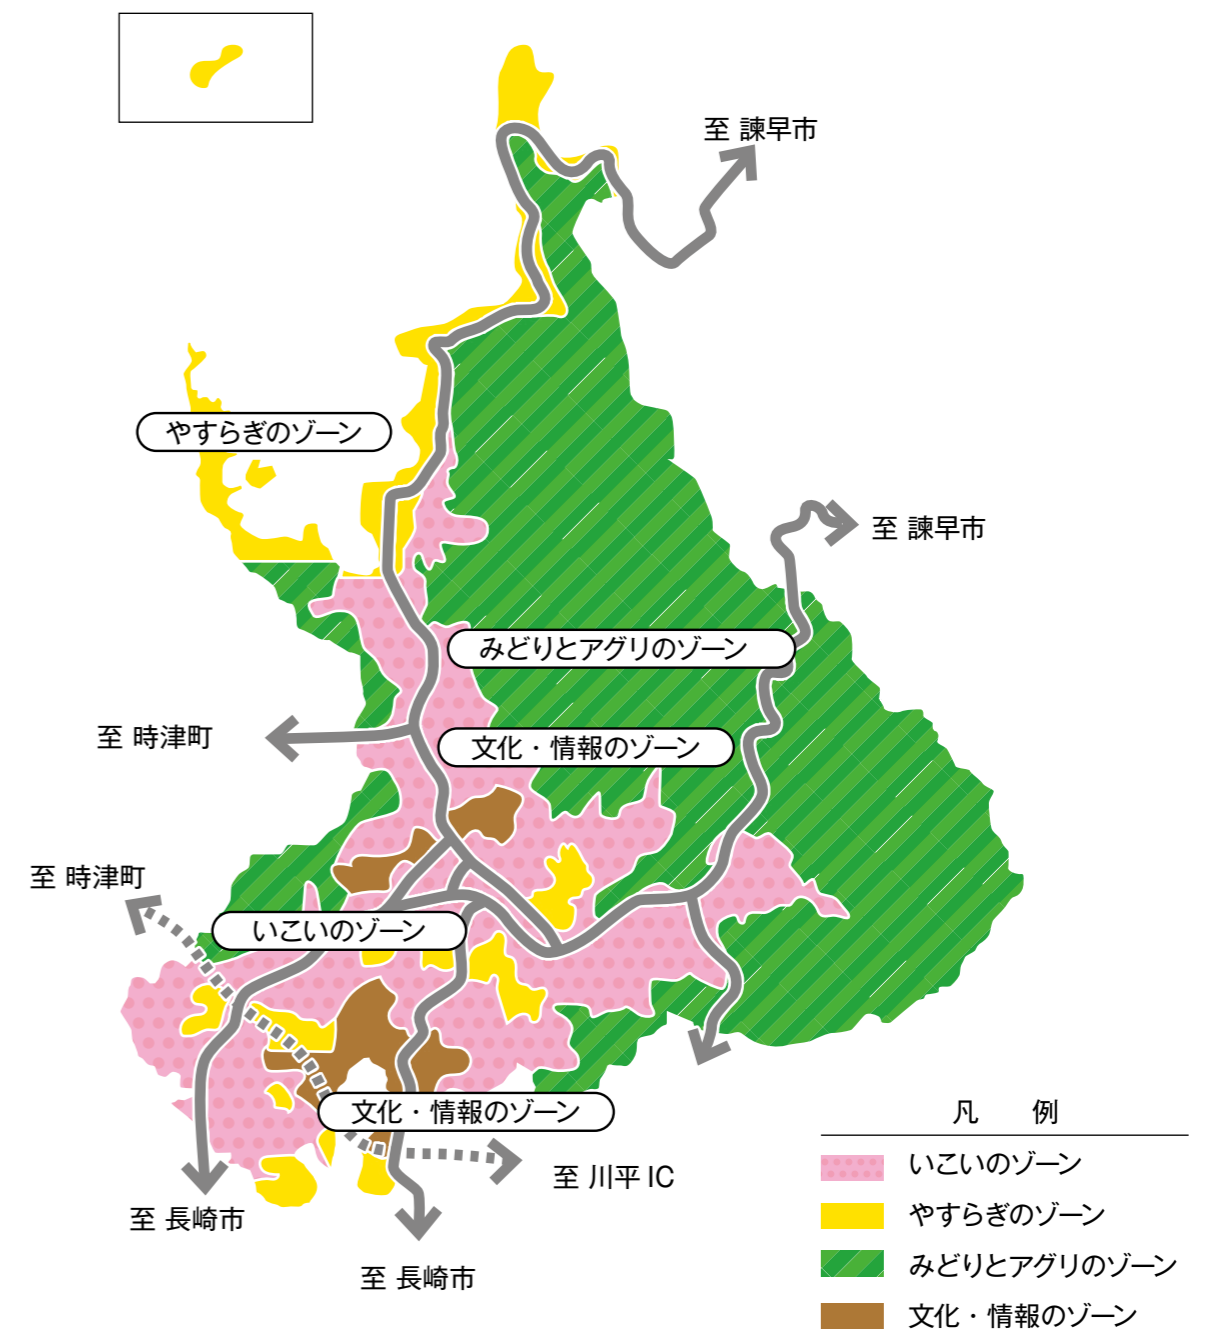 至 諫早市
やすらぎのゾーン
至 諫早市
みどりとアグリのゾーン
至 時津町
文化・情報のゾーン
至 時津町
いこいのゾーン
文化・情報のゾーン
至 川平 IC
至 長崎市
至 長崎市
凡 例
いこいのゾーン
やすらぎのゾーン
みどりとアグリのゾーン
文化・情報のゾーン